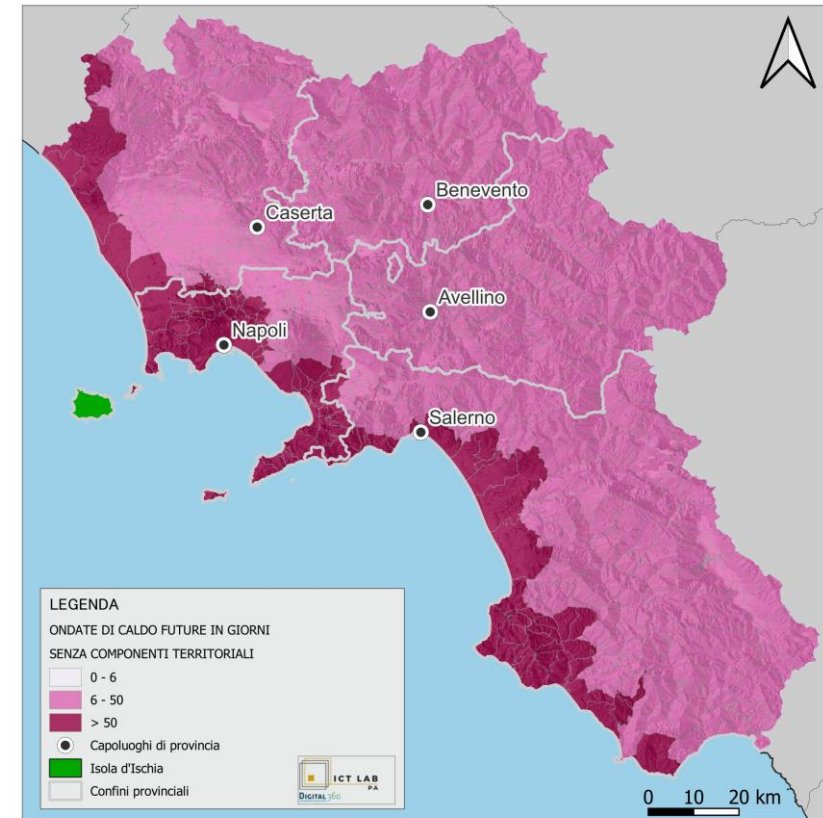 Benevento
Caserta
Avellino
Napoli
Salerno
LEGENDA
ONDATE DI CALDO FUTURE IN GIORNI
SENZA COMPONENTI TERRITORIALI
0 - 6
6 - 50
> 50
Capoluoghi di provincia
Isola d'Ischia
Confini provinciali
ICT LAB
PA
DIGITAL 360
0 10 20 km